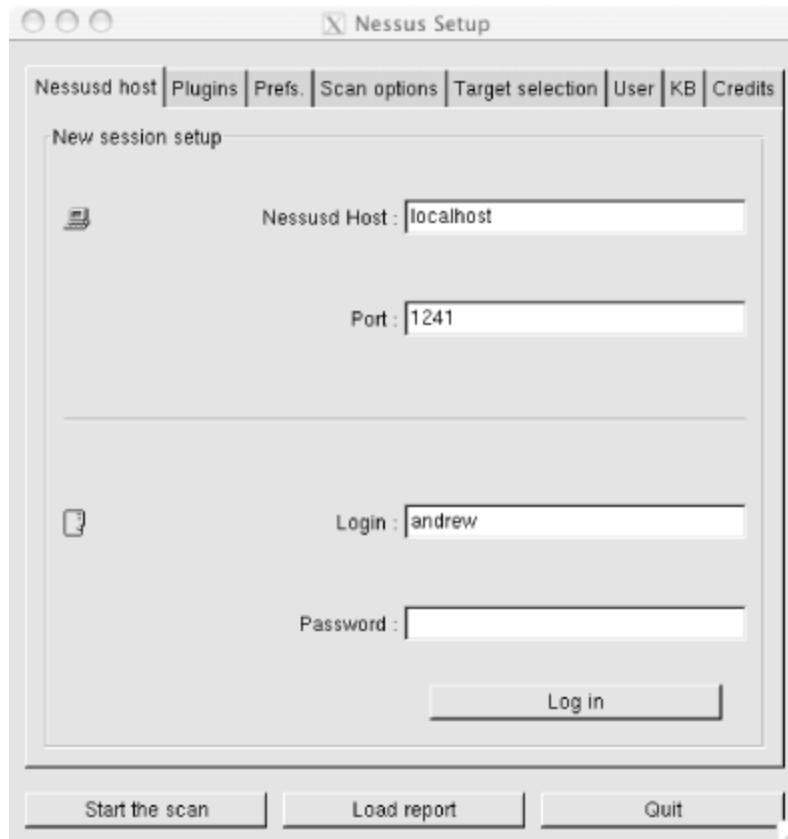 Nessus Setup
Nessusd host Plugins Prefs. Scan options Target selection User KB Credits
New session setup
Nessusd Host : localhost
Port : 1241
Login : andrew
Password :
Log in
Start the scan Load report Quit